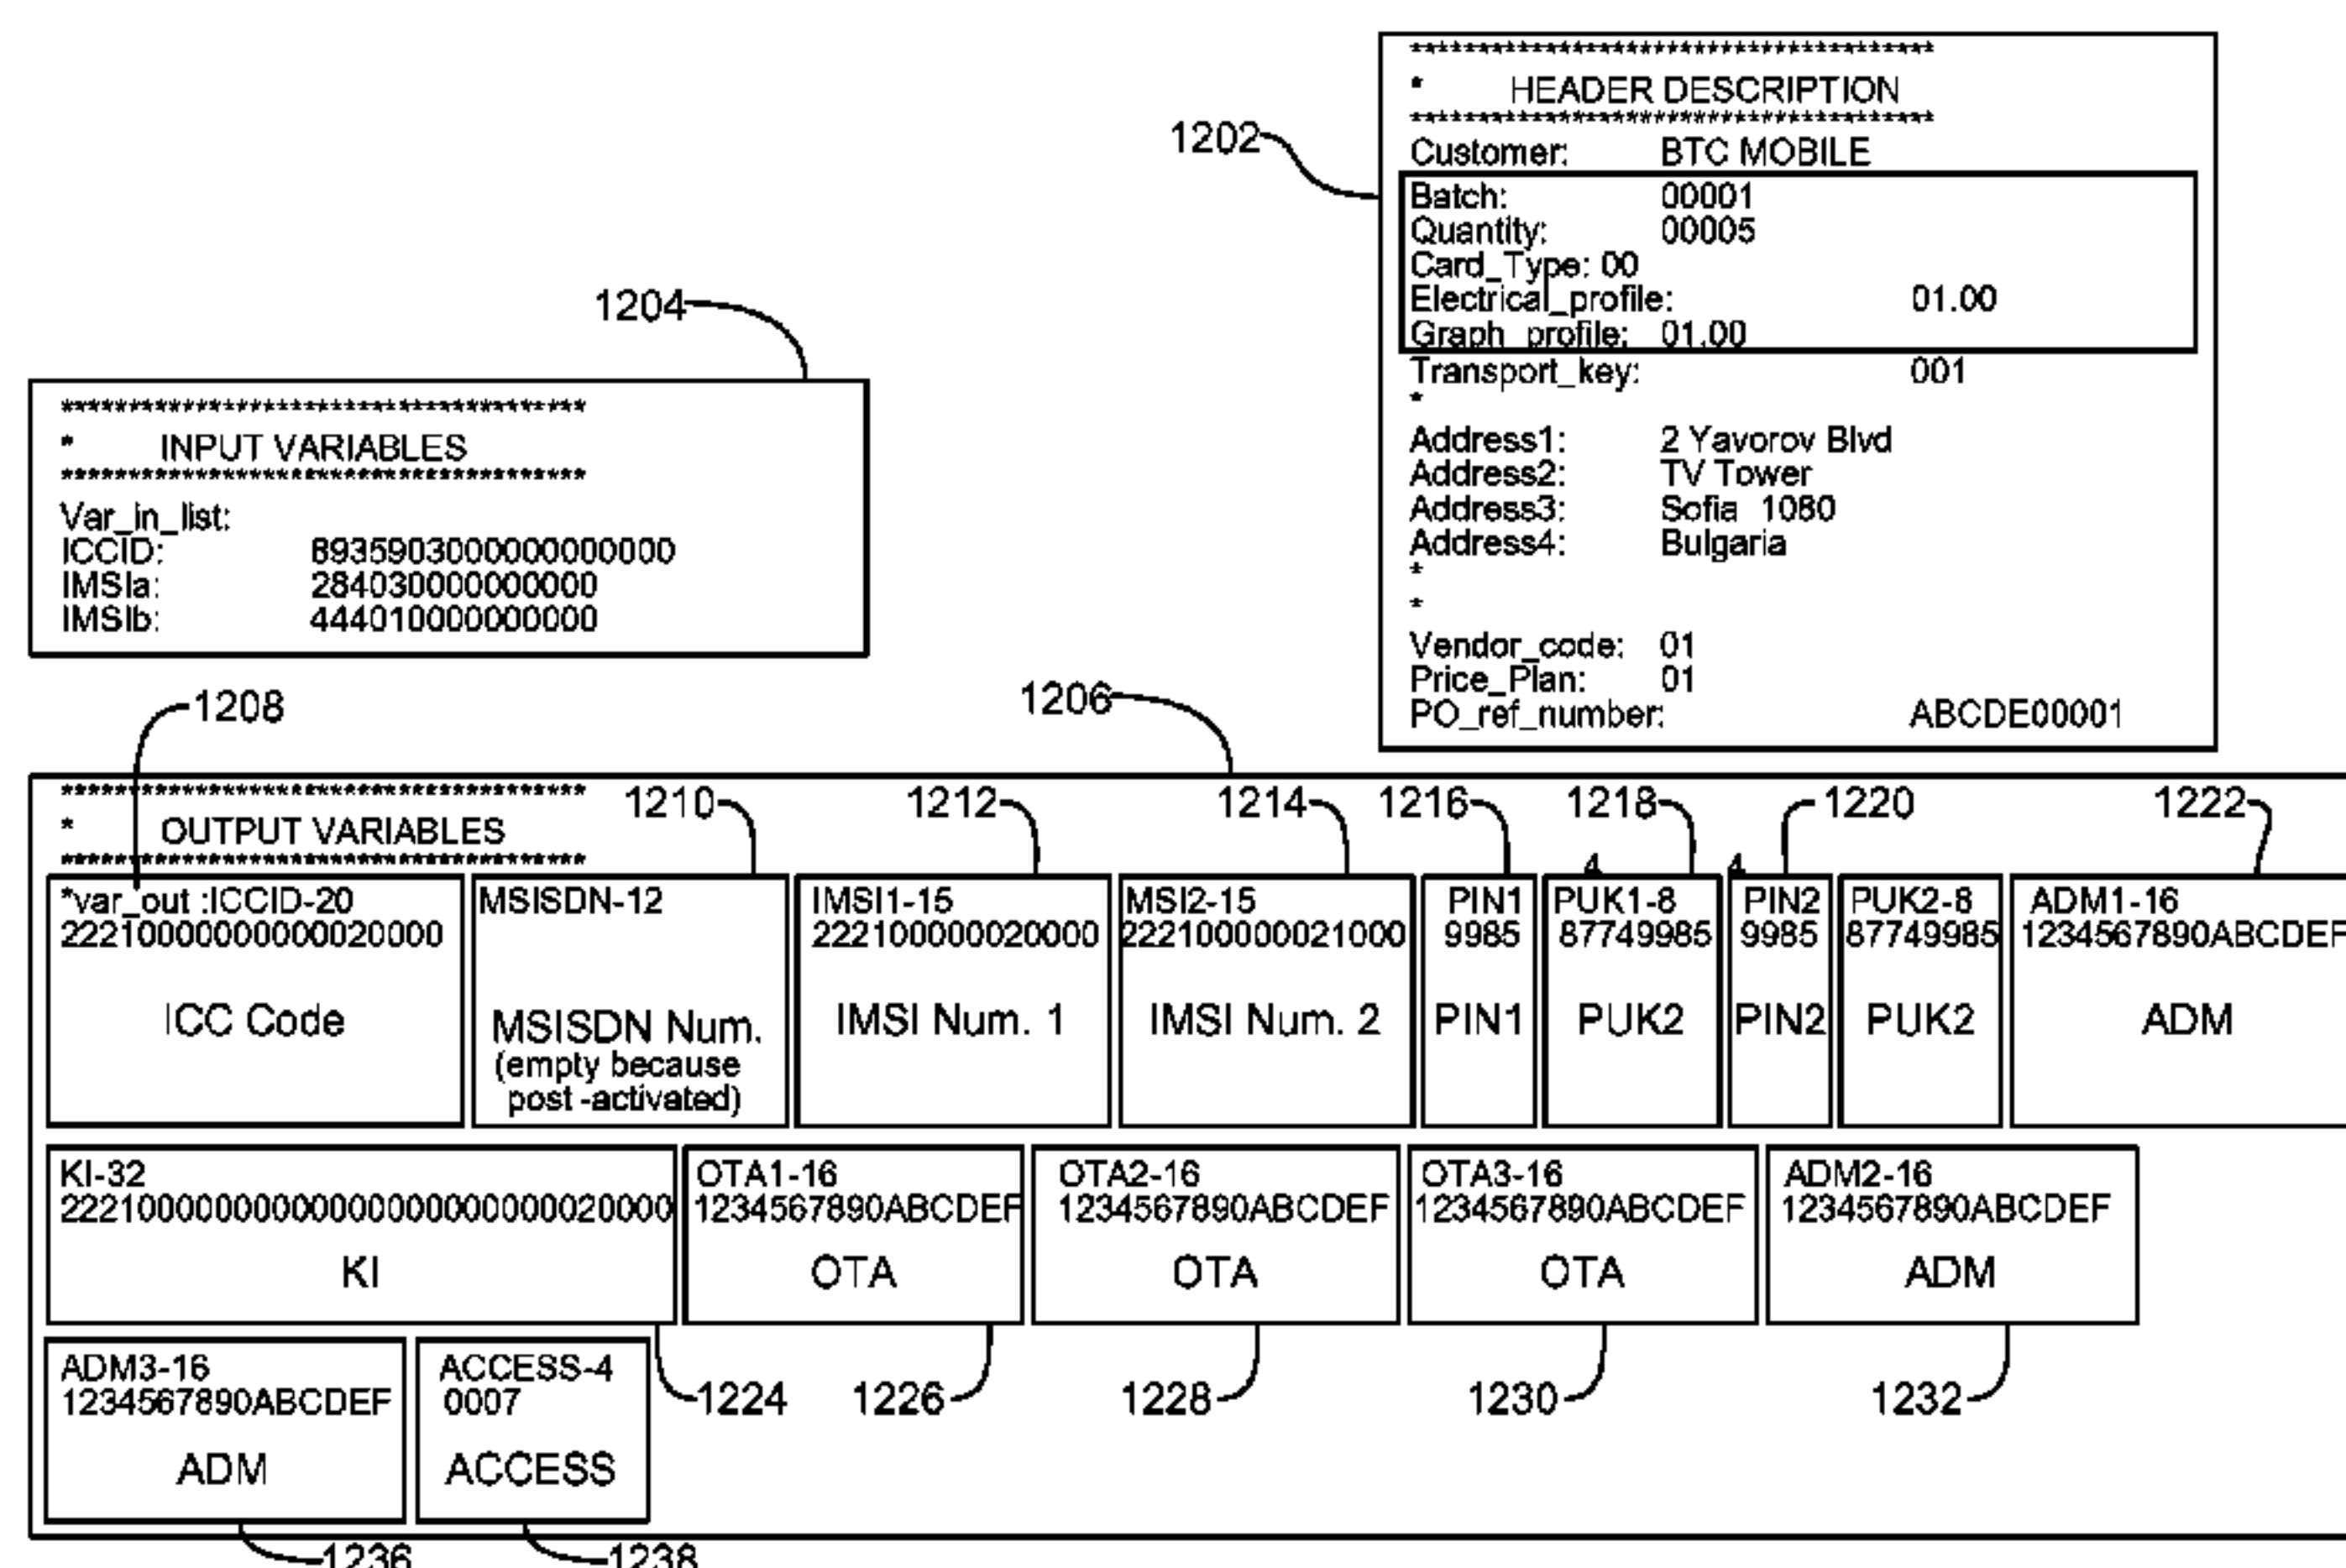 ************************************
* HEADER DESCRIPTION
************************************
Customer: BTC MOBILE
1202
Batch: 00001
Quantity: 00005
Card_Type: 00
Electrical_profile: 01.00
Graph_profile: 01.00
Transport_key: 001
*
Address1: 2 Yavorov Blvd
Address2: TV Tower
Address3: Sofia 1080
Address4: Bulgaria
*
*
Vendor_code: 01
Price_Plan: 01
PO_ref_number: ABCDE00001
1204
************************************
* INPUT VARIABLES
************************************
Var_in_list:
ICCID: 8935903000000000000
IMSIa: 284030000000000
IMSIb: 444010000000000
1208
1206
************************************
* OUTPUT VARIABLES
************************************
1210 1212 1214 1216 1218 1220 1222
4 4
*var_out :ICCID-20 MSISDN-12 IMSI1-15 MSI2-15 PIN1 PUK1-8 PIN2 PUK2-8 ADM1-16
22210000000000020000 222100000020000 222100000021000 9985 87749985 9985 87749985 1234567890ABCDEF
ICC Code MSISDN Num. IMSI Num. 1 IMSI Num. 2 PIN1 PUK2 PIN2 PUK2 ADM
(empty because
post -activated)
KI-32 OTA1-16 OTA2-16 OTA3-16 ADM2-16
22210000000000000000000000020000 1234567890ABCDEF 1234567890ABCDEF 1234567890ABCDEF 1234567890ABCDEF
KI OTA OTA OTA ADM
ADM3-16 ACCESS-4
1234567890ABCDEF 0007
1224 1226 1228 1230 1232
ADM ACCESS
1236 1238